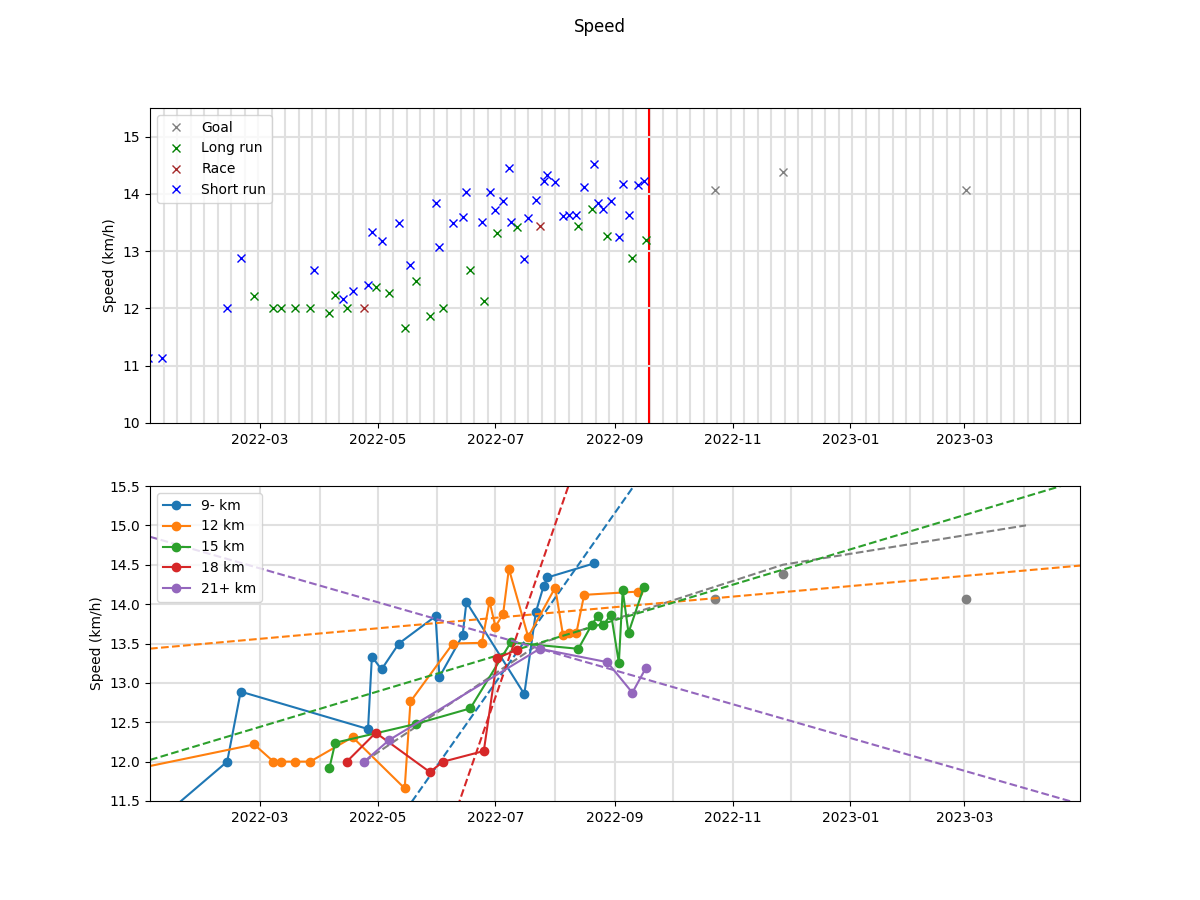 Speed
Speed (km/h)
15
14
13
12
11
10
Goal
Long run
Race
Short run
2022-03 2022-05 2022-07 2022-09 2022-11 2023-01 2023-03
Speed (km/h)
15.5
15.0
14.5
14.0
13.5
13.0
12.5
12.0
11.5
9- km
12 km
15 km
18 km
21+ km
2022-03 2022-05 2022-07 2022-09 2022-11 2023-01 2023-03